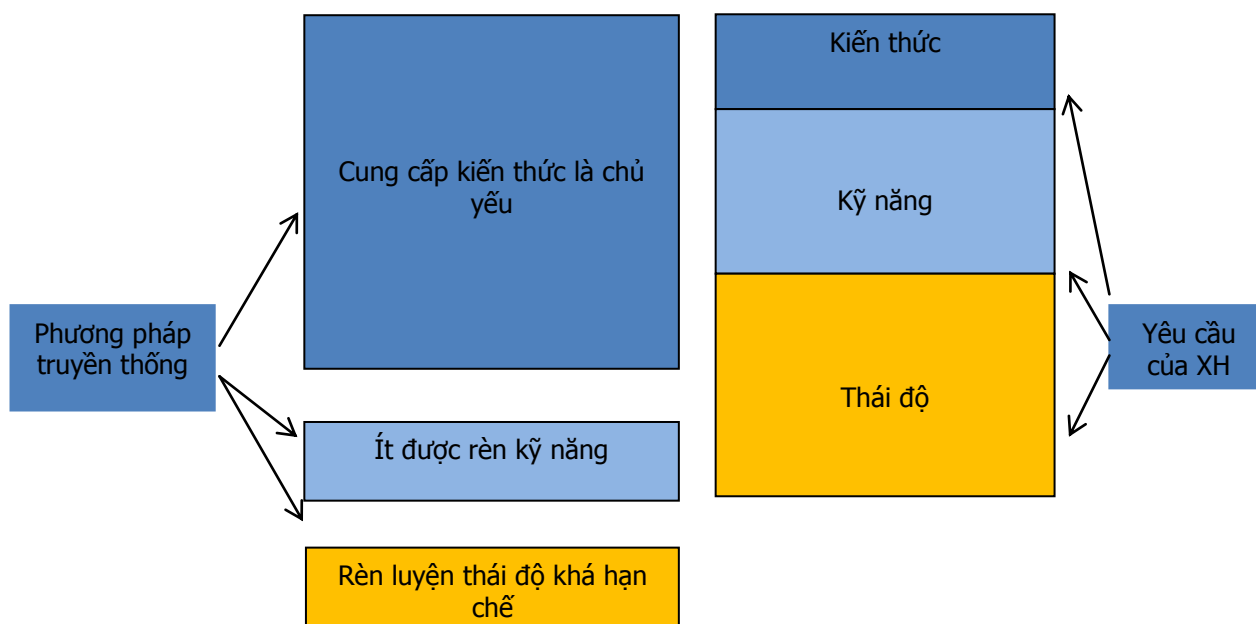 Phương pháp
truyền thống
Cung cấp kiến thức là chủ
yếu
Ít được rèn kỹ năng
Rèn luyện thái độ khá hạn
chế
Kiến thức
Kỹ năng
Thái độ
Yêu cầu
của XH